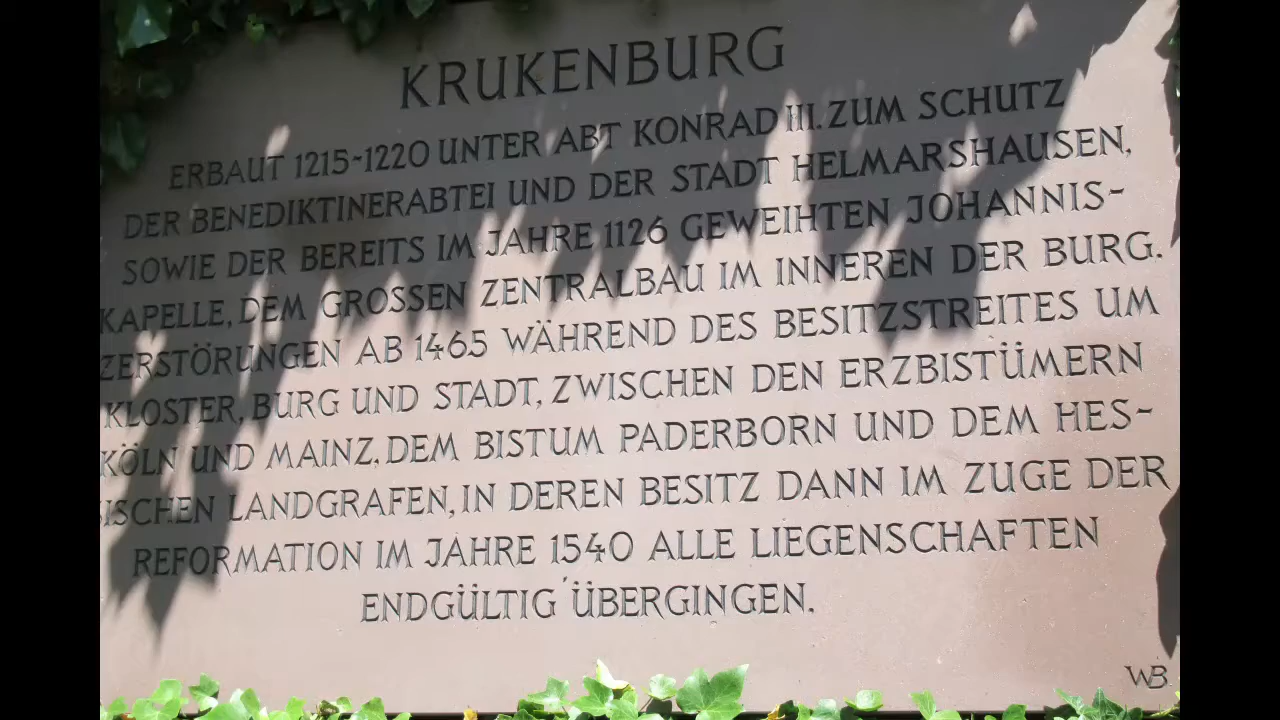 KRUKENBURG
ERBAUT 1215-1220 UNTER ABT KONRAD III. ZUM SCHUTZ
DER BENEDIKTINERABTEI UND DER STADT HELMARSHAUSEN,
SOWIE DER BEREITS IM JAHRE 1126 GEWEIHTEN JOHANNIS-
KAPELLE, DEM GROSSEN ZENTRALBAU IM INNEREN DER BURG.
ZERSTÖRUNGEN AB 1465 WÄHREND DES BESITZSTREITES UM
KLOSTER, BURG UND STADT, ZWISCHEN DEN ERZBISTÜMERN
KÖLN UND MAINZ, DEM BISTUM PADERBORN UND DEM HES-
SISCHEN LANDGRAFEN, IN DEREN BESITZ DANN IM ZUGE DER
REFORMATION IM JAHRE 1540 ALLE LIEGENSCHAFTEN
ENDGÜLTIG ÜBERGINGEN.
WB